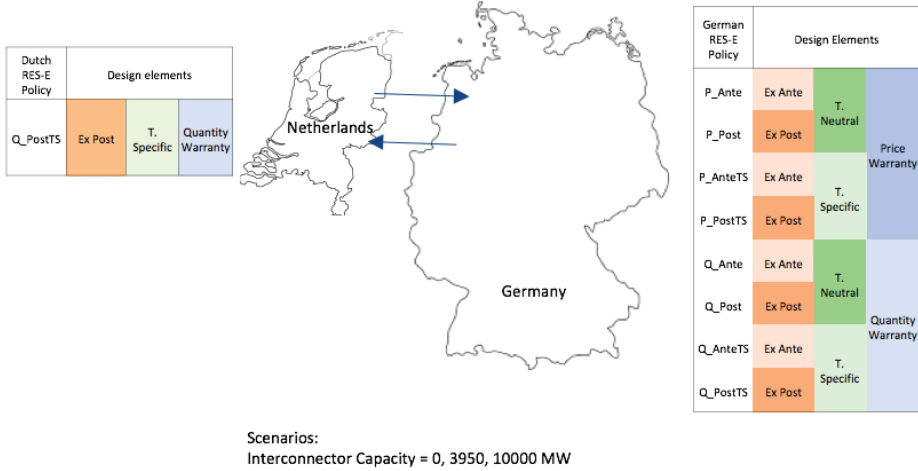 Dutch
RES-E
Policy
Design elements
Q_PostTS
Ex Post
T.
Specific
Quantity
Warranty
Netherlands
Germany
German
RES-E
Policy
Design Elements
P_Ante
Ex Ante
T.
Neutral
P_Post
Ex Post
Price
Warranty
P_AnteTS
Ex Ante
T.
Specific
P_PostTS
Ex Post
Q_Ante
Ex Ante
T.
Neutral
Q_Post
Ex Post
Quantity
Warranty
Q_AnteTS
Ex Ante
T.
Specific
Q_PostTS
Ex Post
Scenarios:
Interconnector Capacity = 0, 3950, 10000 MW